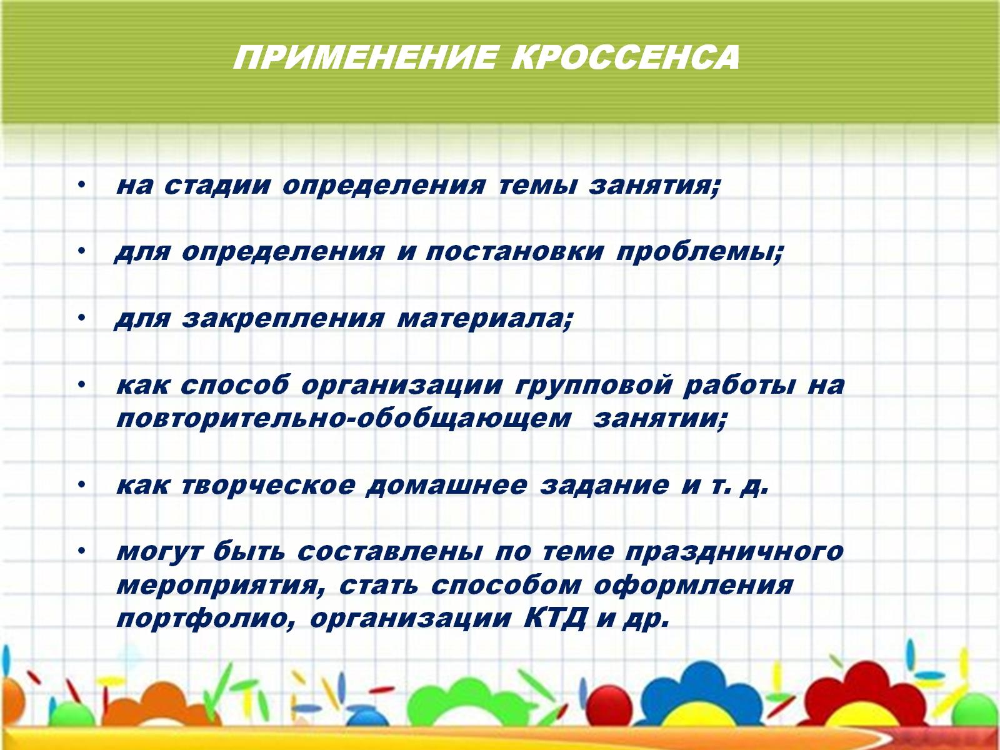 ПРИМЕНЕНИЕ КРОССЕНСА
• на стадии определения темы занятия;
• для определения и постановки проблемы;
• для закрепления материала;
• как способ организации групповой работы на
повторительно-обобщающем занятии;
• как творческое домашнее задание и т. д.
• могут быть составлены по теме праздничного
мероприятия, стать способом оформления
портфолио, организации КТД и др.